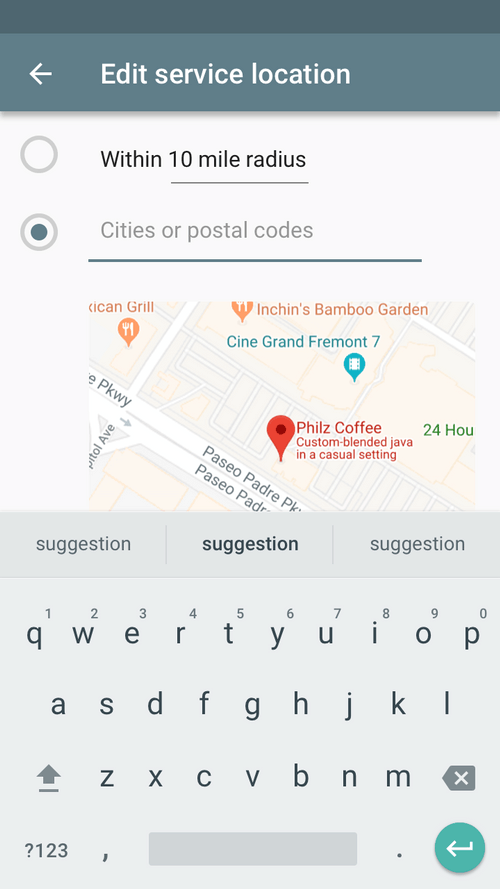 Edit service location
Within 10 mile radius
Cities or postal codes
xican Grill
Inchin's Bamboo Garden
Cine Grand Fremont 7
e Pkwy
Philz Coffee
24 Hou
Custom-blended java
in a casual setting
pitol Ave
Paseo Padre Pk
Paseo Padr
suggestion suggestion suggestion
1 2 3 4 5 6 7 8 9 0
q w e r t y u i o p
a s d f g h j k l
z x c v b n m
?123 , .